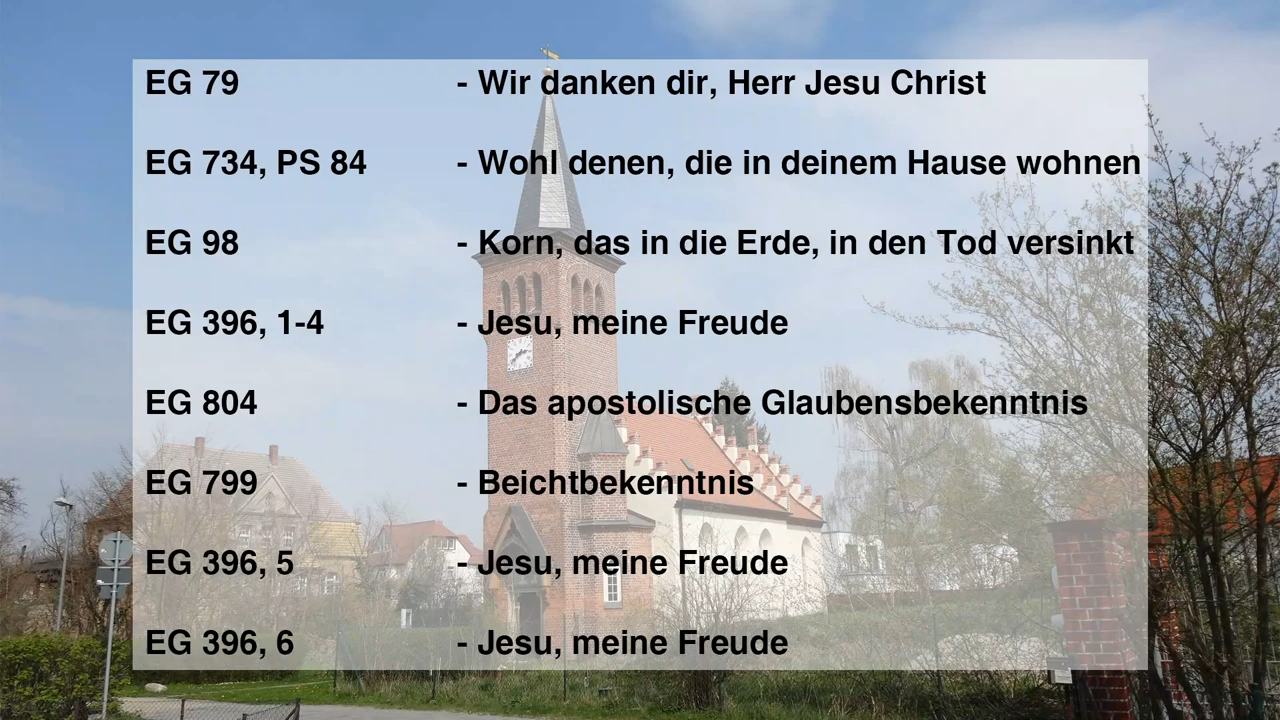 EG 79 - Wir danken dir, Herr Jesu Christ
EG 734, PS 84 - Wohl denen, die in deinem Hause wohnen
EG 98 - Korn, das in die Erde, in den Tod versinkt
EG 396, 1-4 - Jesu, meine Freude
EG 804 - Das apostolische Glaubensbekenntnis
EG 799 - Beichtbekenntnis
EG 396, 5 - Jesu, meine Freude
EG 396, 6 - Jesu, meine Freude